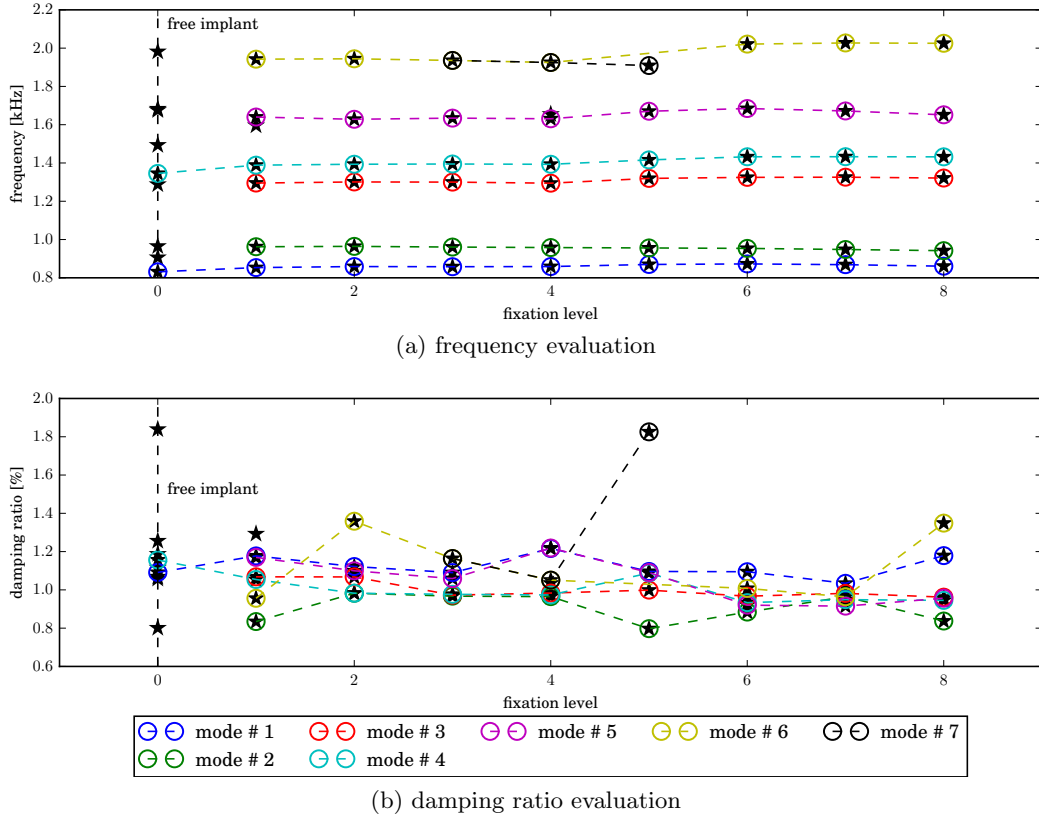 2.2
2.0
1.8
1.6
1.4
1.2
1.0
0.8
frequency [kHz]
free implant
0 2 4 6 8
fixation level
(a) frequency evaluation
2.0
1.8
1.6
1.4
1.2
1.0
0.8
0.6
damping ratio [%]
free implant
0 2 4 6 8
fixation level
mode # 1 mode # 3 mode # 5 mode # 6 mode # 7
mode # 2 mode # 4
(b) damping ratio evaluation